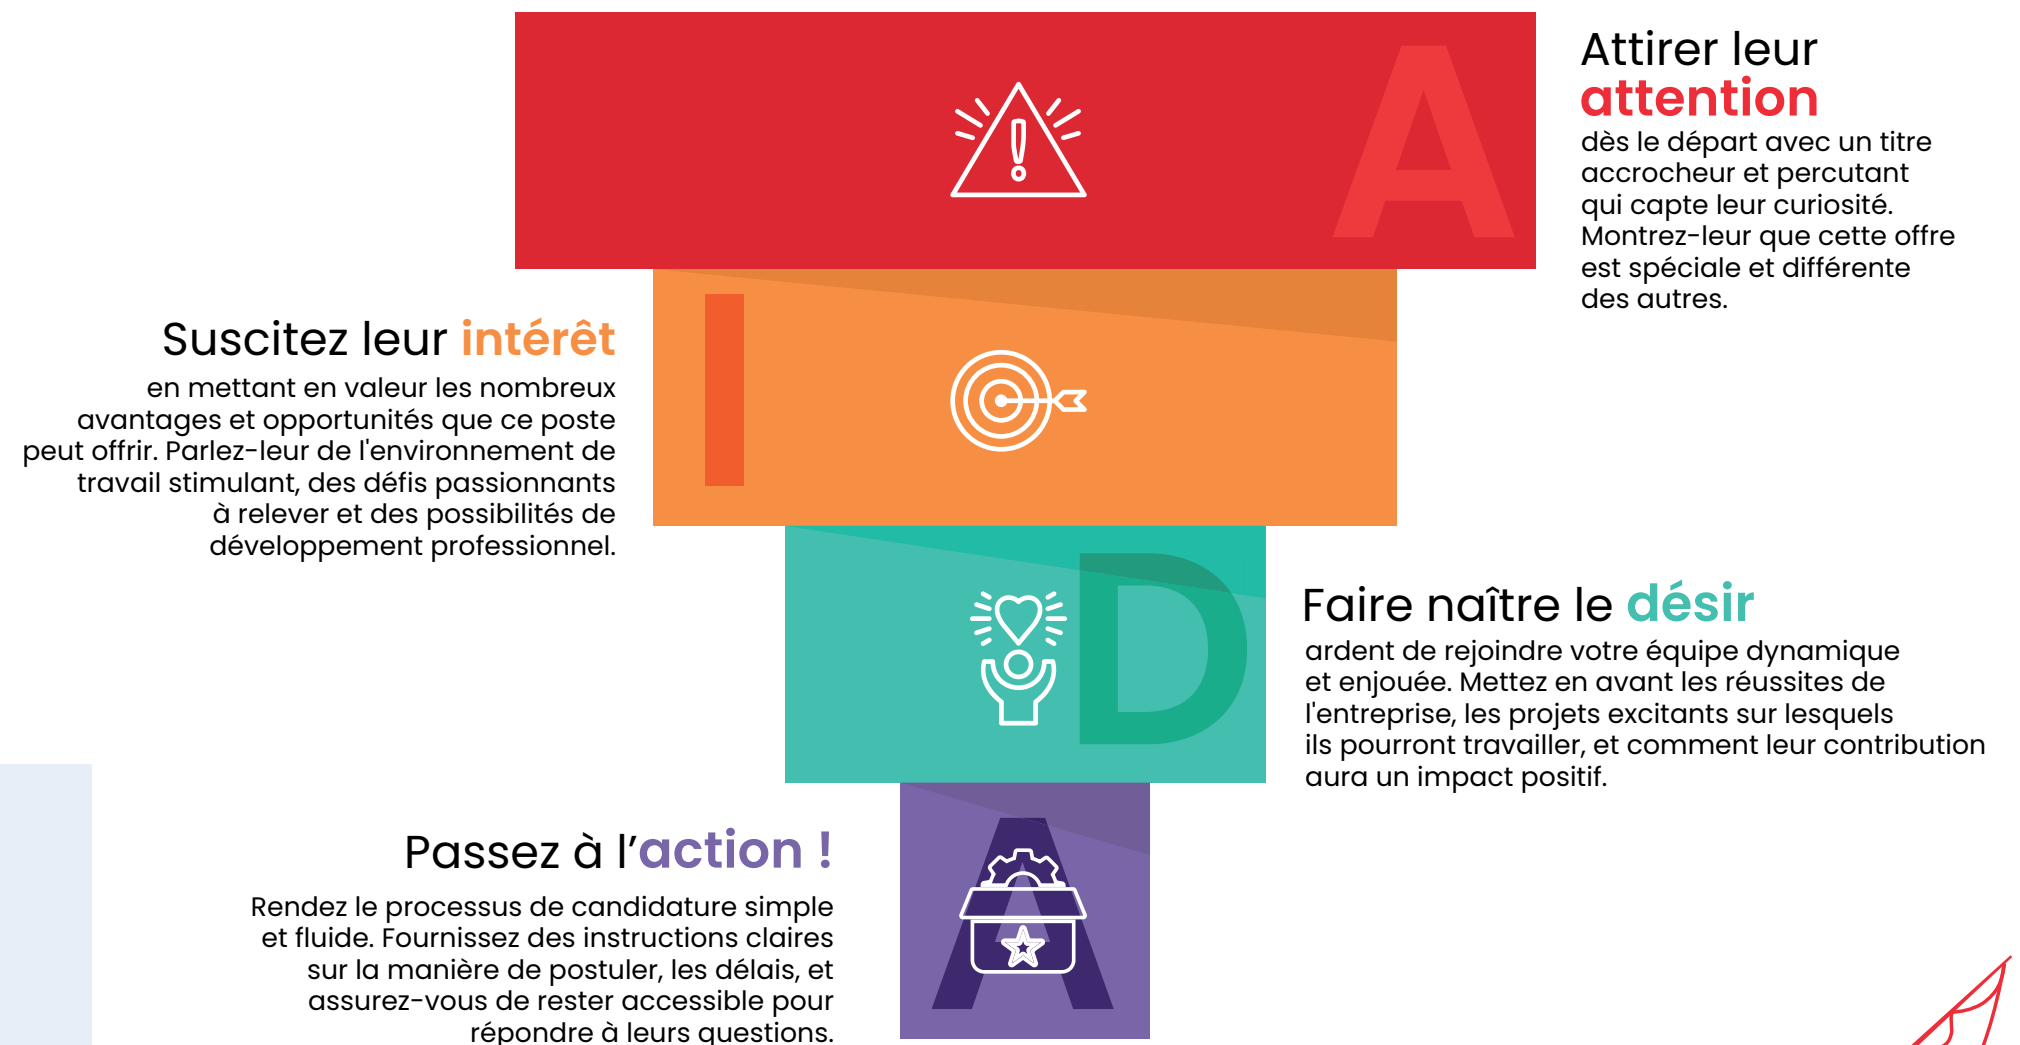 A
Attirer leur
attention
dès le départ avec un titre
accrocheur et percutant
qui capte leur curiosité.
Montrez-leur que cette offre
est spéciale et différente
des autres.
I
Suscitez leur intérêt
en mettant en valeur les nombreux
avantages et opportunités que ce poste
peut offrir. Parlez-leur de l'environnement de
travail stimulant, des défis passionnants
à relever et des possibilités de
développement professionnel.
D
Faire naître le désir
ardent de rejoindre votre équipe dynamique
et enjouée. Mettez en avant les réussites de
l'entreprise, les projets excitants sur lesquels
ils pourront travailler, et comment leur contribution
aura un impact positif.
A
Passez à l’action !
Rendez le processus de candidature simple
et fluide. Fournissez des instructions claires
sur la manière de postuler, les délais, et
assurez-vous de rester accessible pour
répondre à leurs questions.